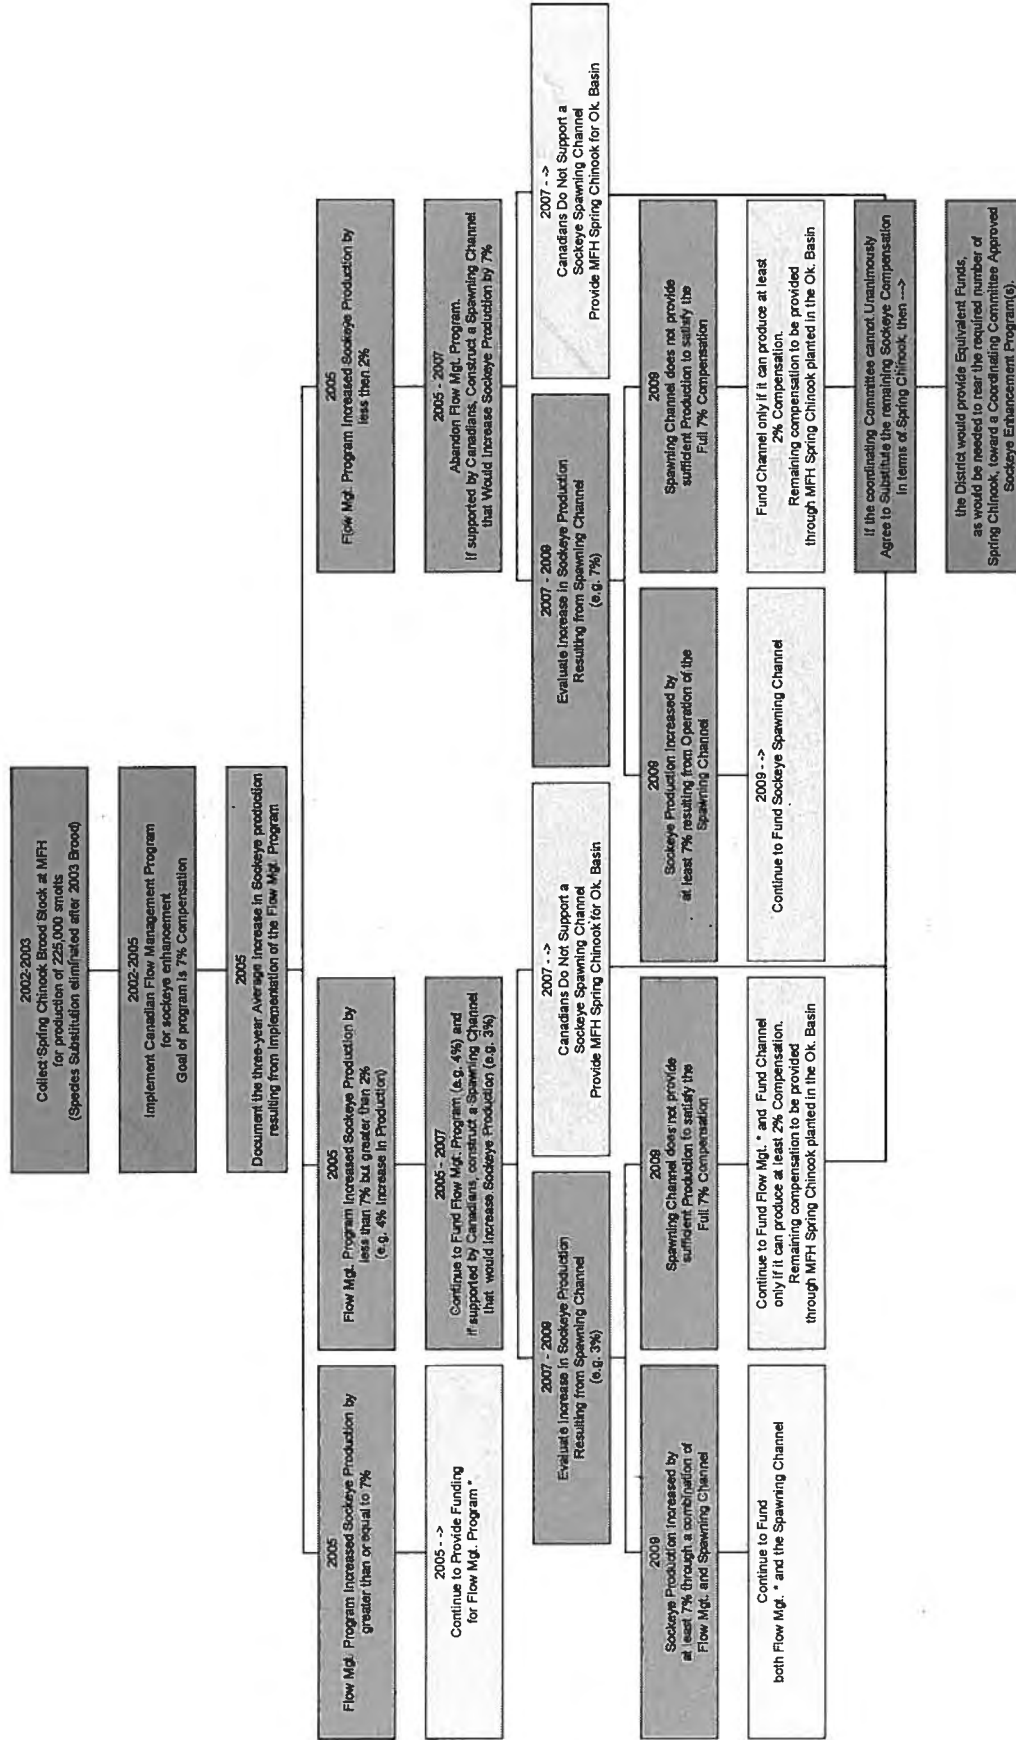 2002-2003
Collect Spring Chinook Brood Stock at MFH
for production of 225,000 smolts
(Species Substitution eliminated after 2003 Brood)
2002-2005
Implement Canadian Flow Management Program
for sockeye enhancement
Goal of program is 7% Compensation
2005
Document the three-year Average Increase in Sockeye production
resulting from Implementation of the Flow Mgt. Program
2005
Flow Mgt. Program Increased Sockeye Production by
greater than or equal to 7%
2005 - ->
Continue to Provide Funding
for Flow Mgt. Program *
2005
Flow Mgt. Program Increased Sockeye Production by
less than 7% but greater than 2%
(e.g. 4% Increase in Production)
2005 - 2007
Continue to Fund Flow Mgt. Program (e.g. 4%) and
if supported by Canadians, construct a Spawning Channel
that would increase Sockeye Production (e.g. 3%)
2007 - 2009
Evaluate Increase in Sockeye Production
Resulting from Spawning Channel
(e.g. 3%)
2007 - ->
Canadians Do Not Support a
Sockeye Spawning Channel
Provide MFH Spring Chinook for Ok. Basin
2009
Sockeye Production Increased by
at least 7% through a combination of
Flow Mgt. and Spawning Channel
Continue to Fund
both Flow Mgt. * and the Spawning Channel
2009
Spawning Channel does not provide
sufficient Production to satisfy the
Full 7% Compensation
Continue to Fund Flow Mgt. * and Fund Channel
only if it can produce at least 2% Compensation.
Remaining compensation to be provided
through MFH Spring Chinook planted in the Ok. Basin
2005
Flow Mgt. Program Increased Sockeye Production by
less then 2%
2005 - 2007
Abandon Flow Mgt. Program.
If supported by Canadians, Construct a Spawning Channel
that Would Increase Sockeye Production by 7%
2007 - 2009
Evaluate Increase in Sockeye Production
Resulting from Spawning Channel
(e.g. 7%)
2007 - ->
Canadians Do Not Support a
Sockeye Spawning Channel
Provide MFH Spring Chinook for Ok. Basin
2009
Sockeye Production Increased by
at least 7% resulting from Operation of the
Spawning Channel
2009 - ->
Continue to Fund Sockeye Spawning Channel
2009
Spawning Channel does not provide
sufficient Production to satisfy the
Full 7% Compensation
Fund Channel only if it can produce at least
2% Compensation.
Remaining compensation to be provided
through MFH Spring Chinook planted in the Ok. Basin
If the coordinating Committee cannot Unanimously
Agree to Substitute the remaining Sockeye Compensation
In terms of Spring Chinook, then --->
the District would provide Equivalent Funds,
as would be needed to rear the required number of
Spring Chinook, toward a Coordinating Committee Approved
Sockeye Enhancement Program(s).